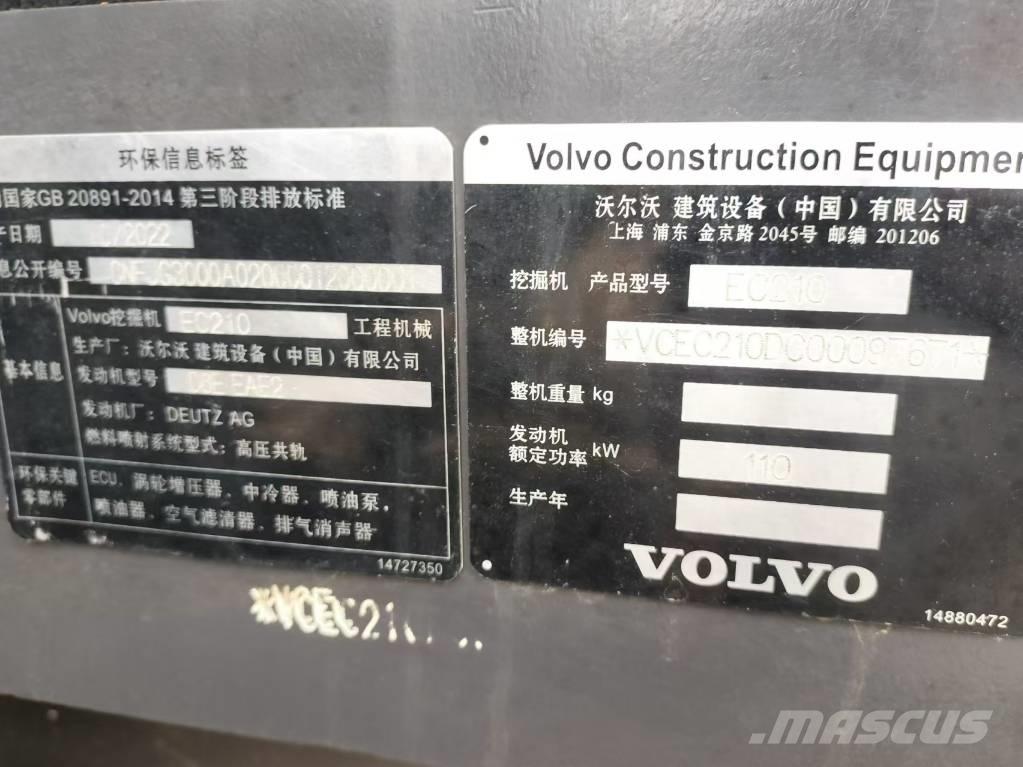 环保信息标签
国家GB 20891-2014 第三阶段排放标准
日期 /2022
息公开编号
基本信息
Volvo挖掘机 EC210 工程机械
生产厂：沃尔沃 建筑设备（中国）有限公司
发动机型号
发动机厂：DEUTZ AG
燃料喷射系统型式：高压共轨
环保关键
零部件
ECU、涡轮增压器、中冷器、喷油泵、
喷油器、空气滤清器、排气消声器
14727350
*VCEC210
Volvo Construction Equipmen
沃尔沃 建筑设备（中国）有限公司
上海 浦东 金京路 2045号 邮编 201206
挖掘机 产品型号 EC210
整机编号
整机重量 kg
发动机
额定功率 kW 110
生产年
VOLVO
14880472
MASCUS